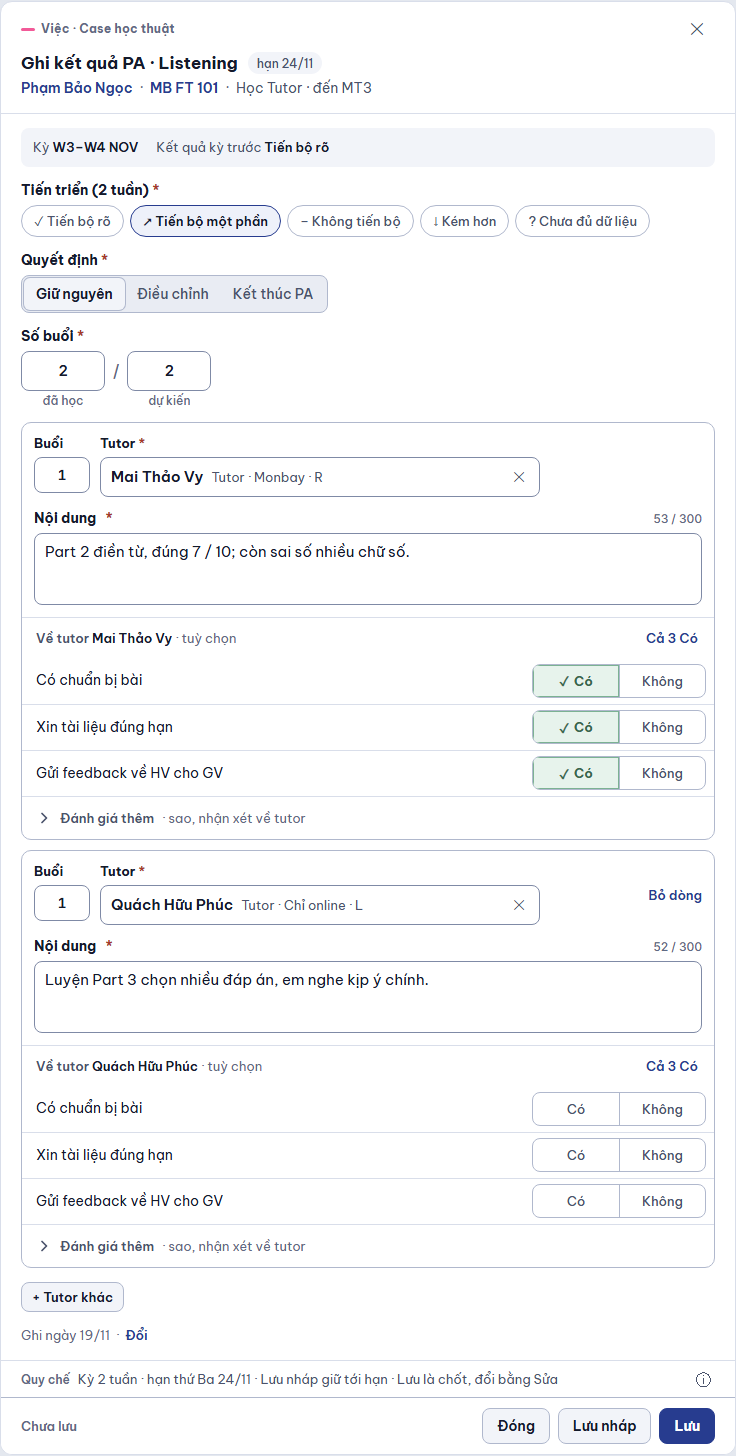 Việc · Case học thuật
Ghi kết quả PA · Listening hạn 24/11
Phạm Bảo Ngọc · MB FT 101 · Học Tutor · đến MT3
Kỳ W3–W4 NOV Kết quả kỳ trước Tiến bộ rõ
Tiến triển (2 tuần) *
✓ Tiến bộ rõ ↗ Tiến bộ một phần – Không tiến bộ ↓ Kém hơn ? Chưa đủ dữ liệu
Quyết định *
Giữ nguyên Điều chỉnh Kết thúc PA
Số buổi *
2 / 2
đã học dự kiến
Buổi Tutor *
1 Mai Thảo Vy Tutor · Monbay · R
Nội dung * 53 / 300
Part 2 điền từ, đúng 7 / 10; còn sai số nhiều chữ số.
Về tutor Mai Thảo Vy · tuỳ chọn Cả 3 Có
Có chuẩn bị bài ✓ Có Không
Xin tài liệu đúng hạn ✓ Có Không
Gửi feedback về HV cho GV ✓ Có Không
Đánh giá thêm · sao, nhận xét về tutor
Buổi Tutor *
1 Quách Hữu Phúc Tutor · Chỉ online · L Bỏ dòng
Nội dung * 52 / 300
Luyện Part 3 chọn nhiều đáp án, em nghe kịp ý chính.
Về tutor Quách Hữu Phúc · tuỳ chọn Cả 3 Có
Có chuẩn bị bài Có Không
Xin tài liệu đúng hạn Có Không
Gửi feedback về HV cho GV Có Không
Đánh giá thêm · sao, nhận xét về tutor
+ Tutor khác
Ghi ngày 19/11 · Đổi
Quy chế Kỳ 2 tuần · hạn thứ Ba 24/11 · Lưu nháp giữ tới hạn · Lưu là chốt, đổi bằng Sửa
Chưa lưu Đóng Lưu nháp Lưu